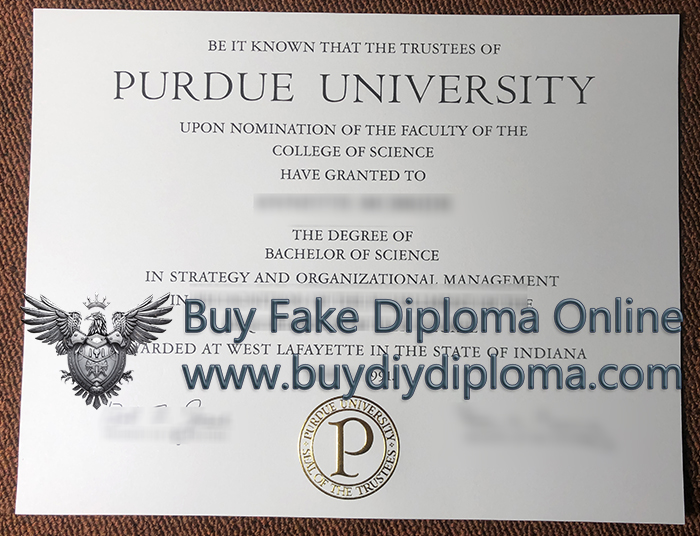 BE IT KNOWN THAT THE TRUSTEES OF
PURDUE UNIVERSITY
UPON NOMINATION OF THE FACULTY OF THE
COLLEGE OF SCIENCE
HAVE GRANTED TO
THE DEGREE OF
BACHELOR OF SCIENCE
IN STRATEGY AND ORGANIZATIONAL MANAGEMENT
IN
Buy Fake Diploma Online
AT WEST LAFAYETTE IN THE STATE OF INDIANA
www.buydiydiploma.com
PURDUE UNIVERSITY
P
SEAL OF THE TRUSTEES